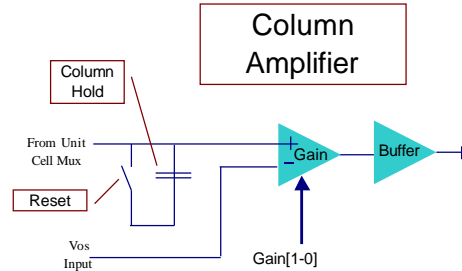 Column
Amplifier
Column
Hold
From Unit
Cell Mux
+
Gain
−
Buffer
Reset
Vos
Input
Gain[1-0]